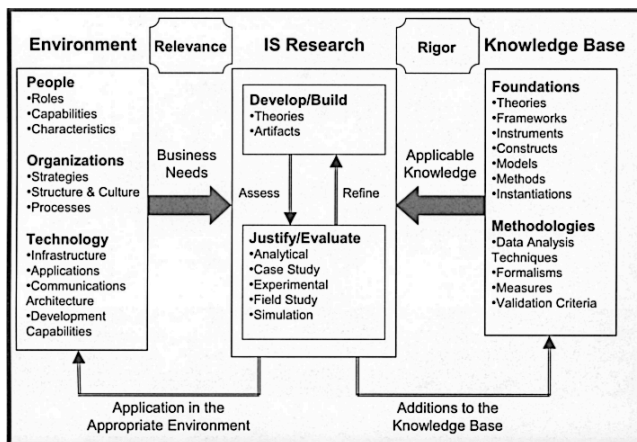 Environment
Relevance
IS Research
Rigor
Knowledge Base
People
•Roles
•Capabilities
•Characteristics
Organizations
•Strategies
•Structure & Culture
•Processes
Technology
•Infrastructure
•Applications
•Communications
Architecture
•Development
Capabilities
Business
Needs
Develop/Build
•Theories
•Artifacts
Assess
Refine
Justify/Evaluate
•Analytical
•Case Study
•Experimental
•Field Study
•Simulation
Applicable
Knowledge
Foundations
•Theories
•Frameworks
•Instruments
•Constructs
•Models
•Methods
•Instantiations
Methodologies
•Data Analysis
Techniques
•Formalisms
•Measures
•Validation Criteria
Application in the
Appropriate Environment
Additions to the
Knowledge Base